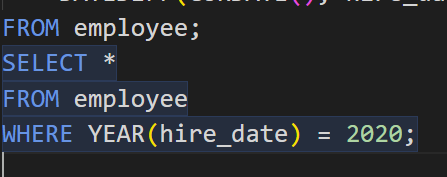 FROM employee;
SELECT *
FROM employee
WHERE YEAR(hire_date) = 2020;